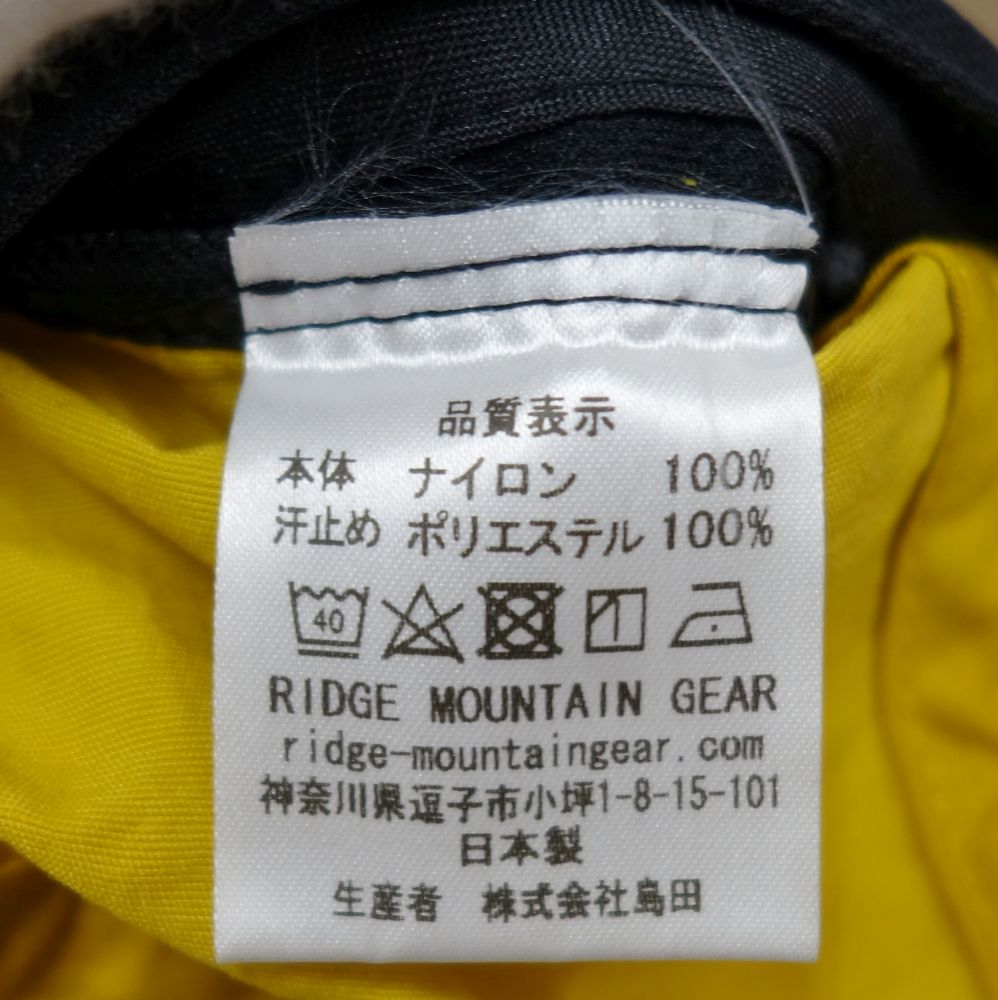 品質表示
本体 ナイロン 100%
汗止め ポリエステル 100%
40
RIDGE MOUNTAIN GEAR
ridge-mountaingear.com
神奈川県逗子市小坪1-8-15-101
日本製
生産者 株式会社島田